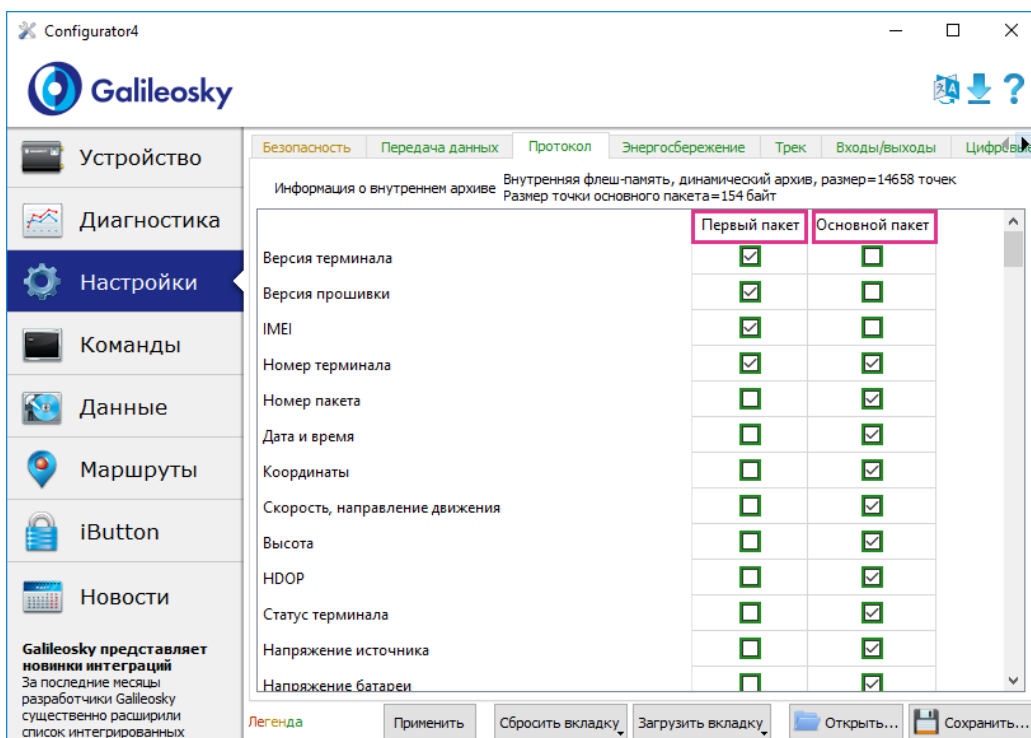 Configurator4
Galileosky
Устройство
Диагностика
Настройки
Команды
Данные
Маршруты
iButton
Новости
Galileosky представляет
новинки интеграций
За последние месяцы
разработчики Galileosky
существенно расширили
список интегрированных
Безопасность Передача данных Протокол Энергосбережение Трек Входы/выходы
Информация о внутреннем архиве
Внутренняя флеш-память, динамический архив, размер=14658 точек
Размер точки основного пакета=154 байт
Первый пакет Основной пакет
Версия терминала
Версия прошивки
IMEI
Номер терминала
Номер пакета
Дата и время
Координаты
Скорость, направление движения
Высота
HDOP
Статус терминала
Напряжение источника
Напряжение батареи
Легенда Применить Сбросить вкладку Загрузить вкладку Открыть... Сохранить...